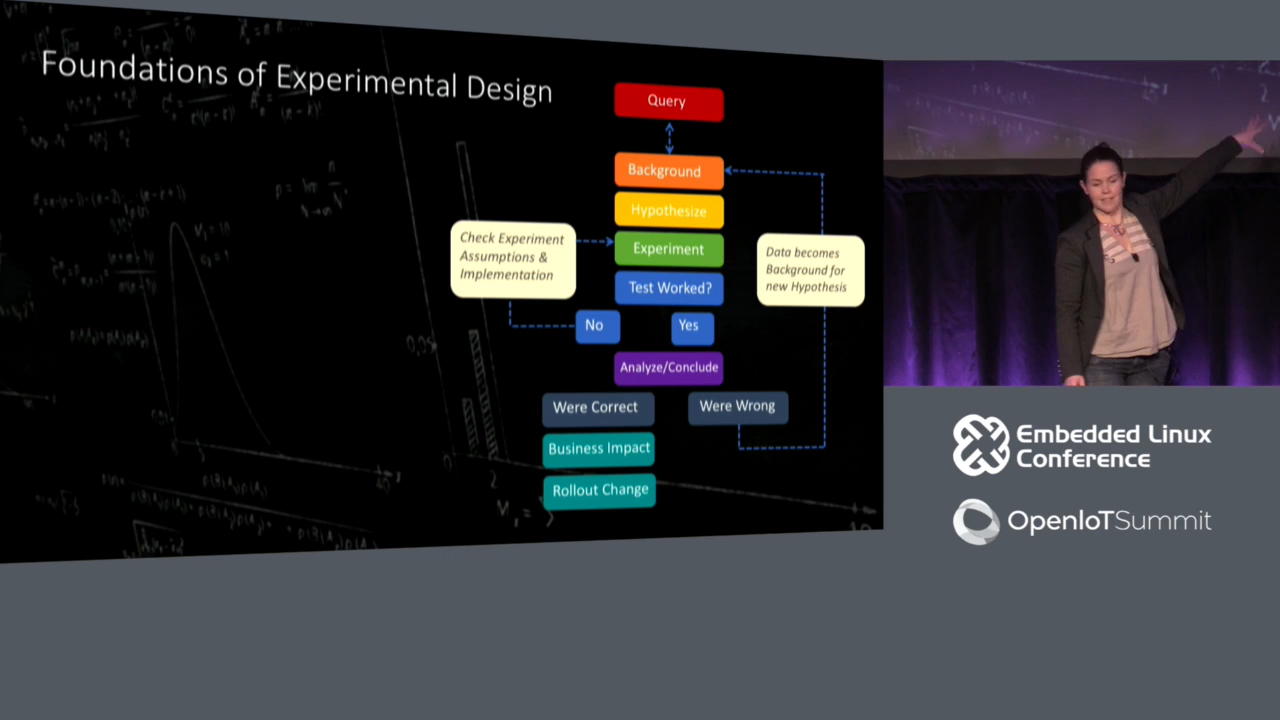 Foundations of Experimental Design
Query
Background
Hypothesize
Check Experiment
Assumptions &
Implementation
Experiment
Data becomes
Background for
new Hypothesis
Test Worked?
No
Yes
Analyze/Conclude
Were Correct
Were Wrong
Business Impact
Rollout Change
Embedded Linux
Conference
OpenIoTSummit